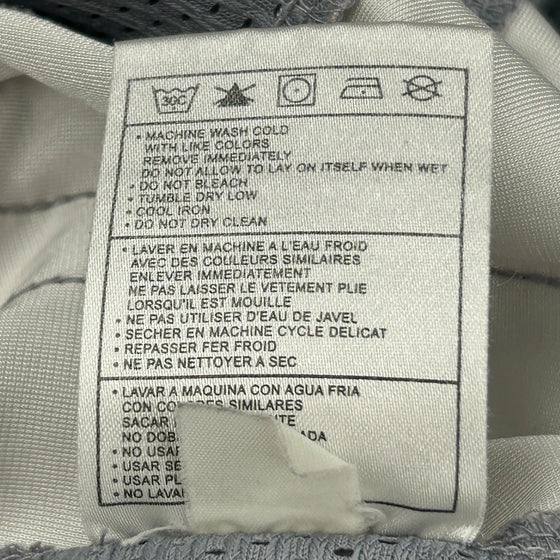 30C
• MACHINE WASH COLD
WITH LIKE COLORS
REMOVE IMMEDIATELY
DO NOT ALLOW TO LAY ON ITSELF WHEN WET
• DO NOT BLEACH
• TUMBLE DRY LOW
• COOL IRON
• DO NOT DRY CLEAN
• LAVER EN MACHINE A L'EAU FROID
AVEC DES COULEURS SIMILAIRES
ENLEVER IMMEDIATEMENT
NE PAS LAISSER LE VETEMENT PLIE
LORSQU'IL EST MOUILLE
• NE PAS UTILISER D'EAU DE JAVEL
• SECHER EN MACHINE CYCLE DELICAT
• REPASSER FER FROID
• NE PAS NETTOYER A SEC
• LAVAR A MAQUINA CON AGUA FRIA
CON SIMILARES
SACAR
NO
• NO
• USAR
• USAR
• NO